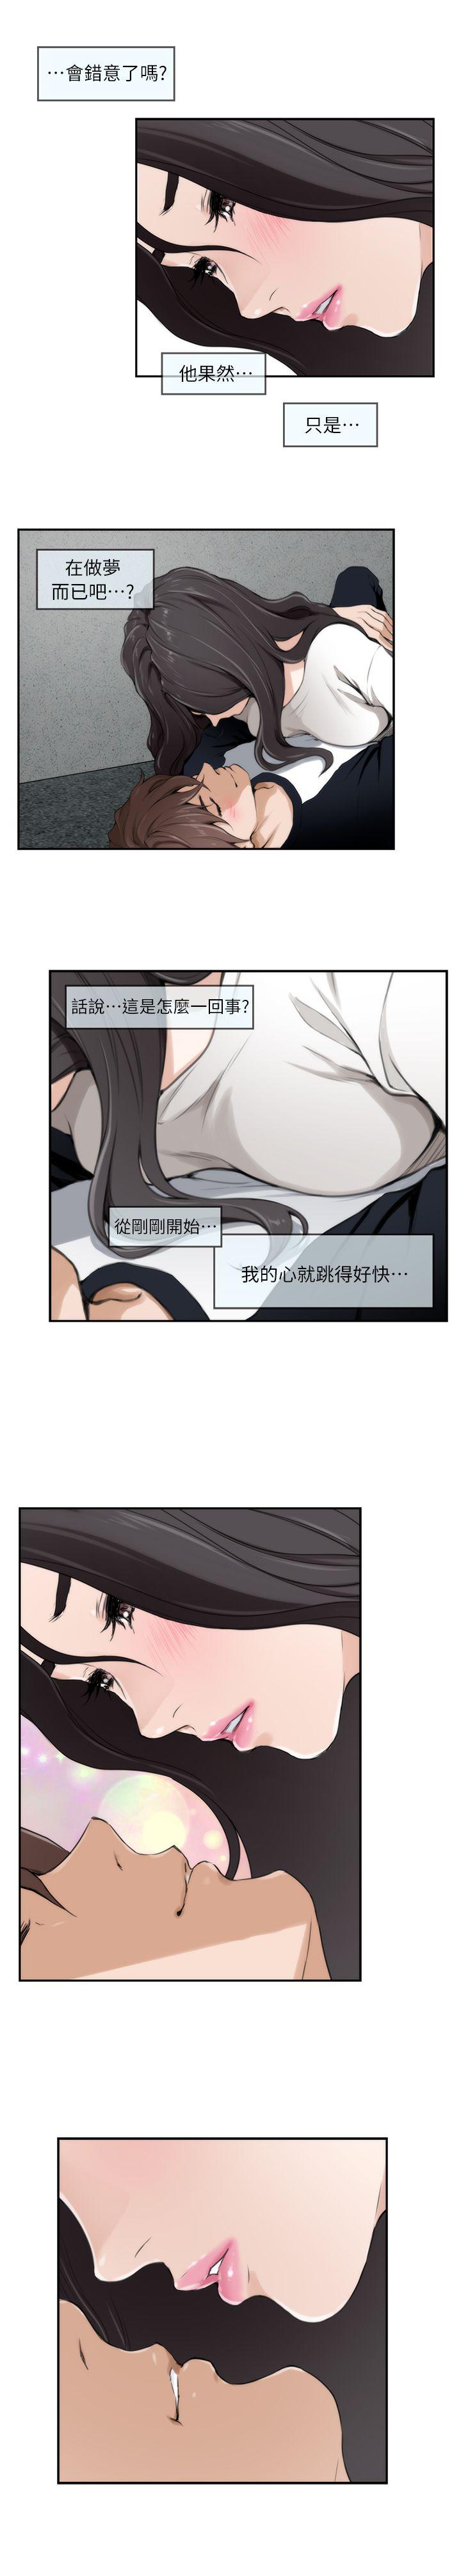 …會錯意了嗎?
他果然…
只是…
在做夢
而已吧…?
話說…這是怎麼一回事?
從剛剛開始…
我的心就跳得好快…